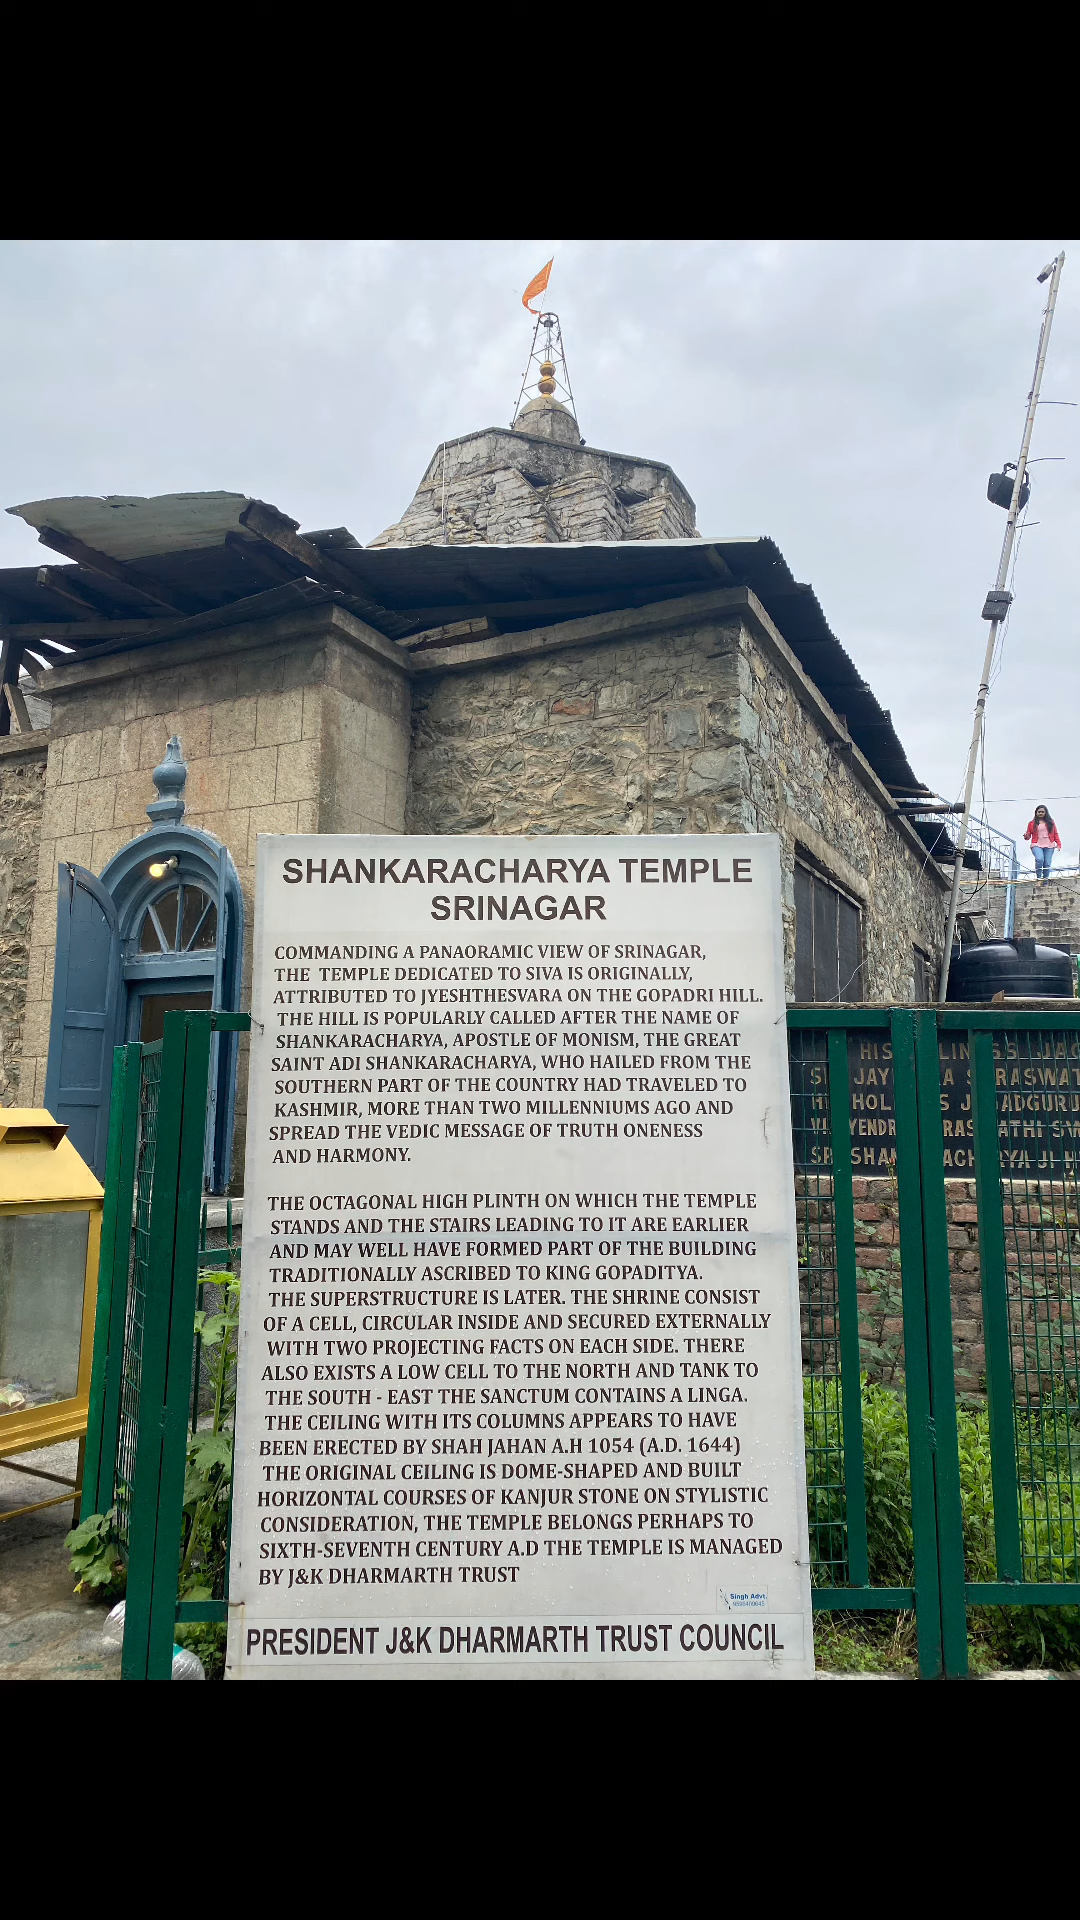 SHANKARACHARYA TEMPLE
SRINAGAR
COMMANDING A PANAORAMIC VIEW OF SRINAGAR,
THE TEMPLE DEDICATED TO SIVA IS ORIGINALLY,
ATTRIBUTED TO JYESHTHESVARA ON THE GOPADRI HILL.
THE HILL IS POPULARLY CALLED AFTER THE NAME OF
SHANKARACHARYA, APOSTLE OF MONISM, THE GREAT
SAINT ADI SHANKARACHARYA, WHO HAILED FROM THE
SOUTHERN PART OF THE COUNTRY HAD TRAVELED TO
KASHMIR, MORE THAN TWO MILLENNIUMS AGO AND
SPREAD THE VEDIC MESSAGE OF TRUTH ONENESS
AND HARMONY.
THE OCTAGONAL HIGH PLINTH ON WHICH THE TEMPLE
STANDS AND THE STAIRS LEADING TO IT ARE EARLIER
AND MAY WELL HAVE FORMED PART OF THE BUILDING
TRADITIONALLY ASCRIBED TO KING GOPADITYA.
THE SUPERSTRUCTURE IS LATER. THE SHRINE CONSIST
OF A CELL, CIRCULAR INSIDE AND SECURED EXTERNALLY
WITH TWO PROJECTING FACTS ON EACH SIDE. THERE
ALSO EXISTS A LOW CELL TO THE NORTH AND TANK TO
THE SOUTH - EAST THE SANCTUM CONTAINS A LINGA.
THE CEILING WITH ITS COLUMNS APPEARS TO HAVE
BEEN ERECTED BY SHAH JAHAN A.H 1054 (A.D. 1644)
THE ORIGINAL CEILING IS DOME-SHAPED AND BUILT
HORIZONTAL COURSES OF KANJUR STONE ON STYLISTIC
CONSIDERATION, THE TEMPLE BELONGS PERHAPS TO
SIXTH-SEVENTH CENTURY A.D THE TEMPLE IS MANAGED
BY J&K DHARMARTH TRUST
Singh Advt.
PRESIDENT J&K DHARMARTH TRUST COUNCIL
HIS